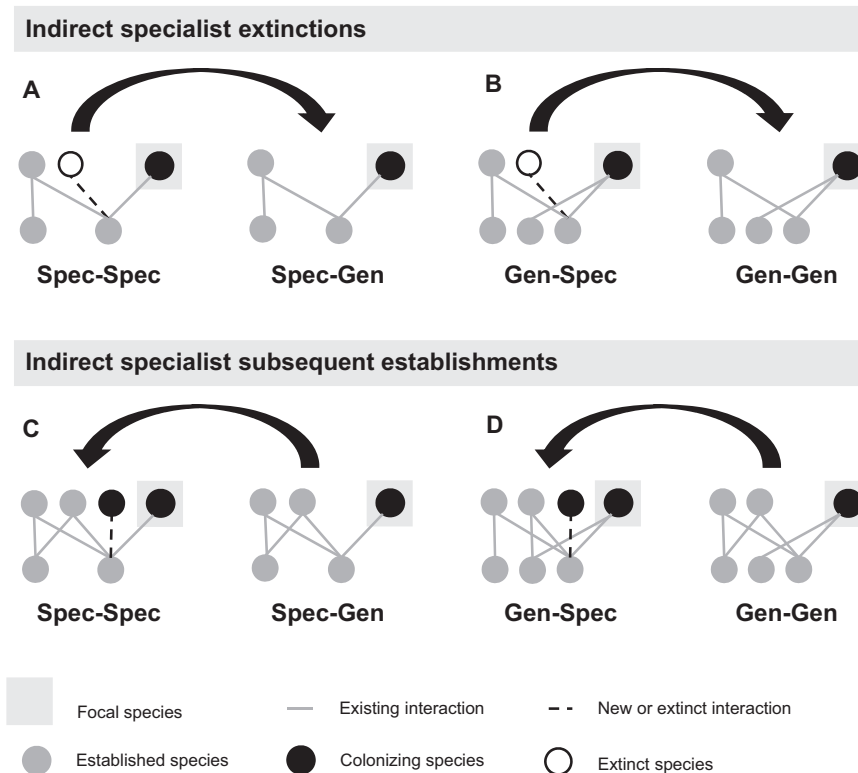 Indirect specialist extinctions
A B
Spec-Spec Spec-Gen Gen-Spec Gen-Gen
Indirect specialist subsequent establishments
C D
Spec-Spec Spec-Gen Gen-Spec Gen-Gen
Focal species Existing interaction New or extinct interaction
Established species Colonizing species Extinct species